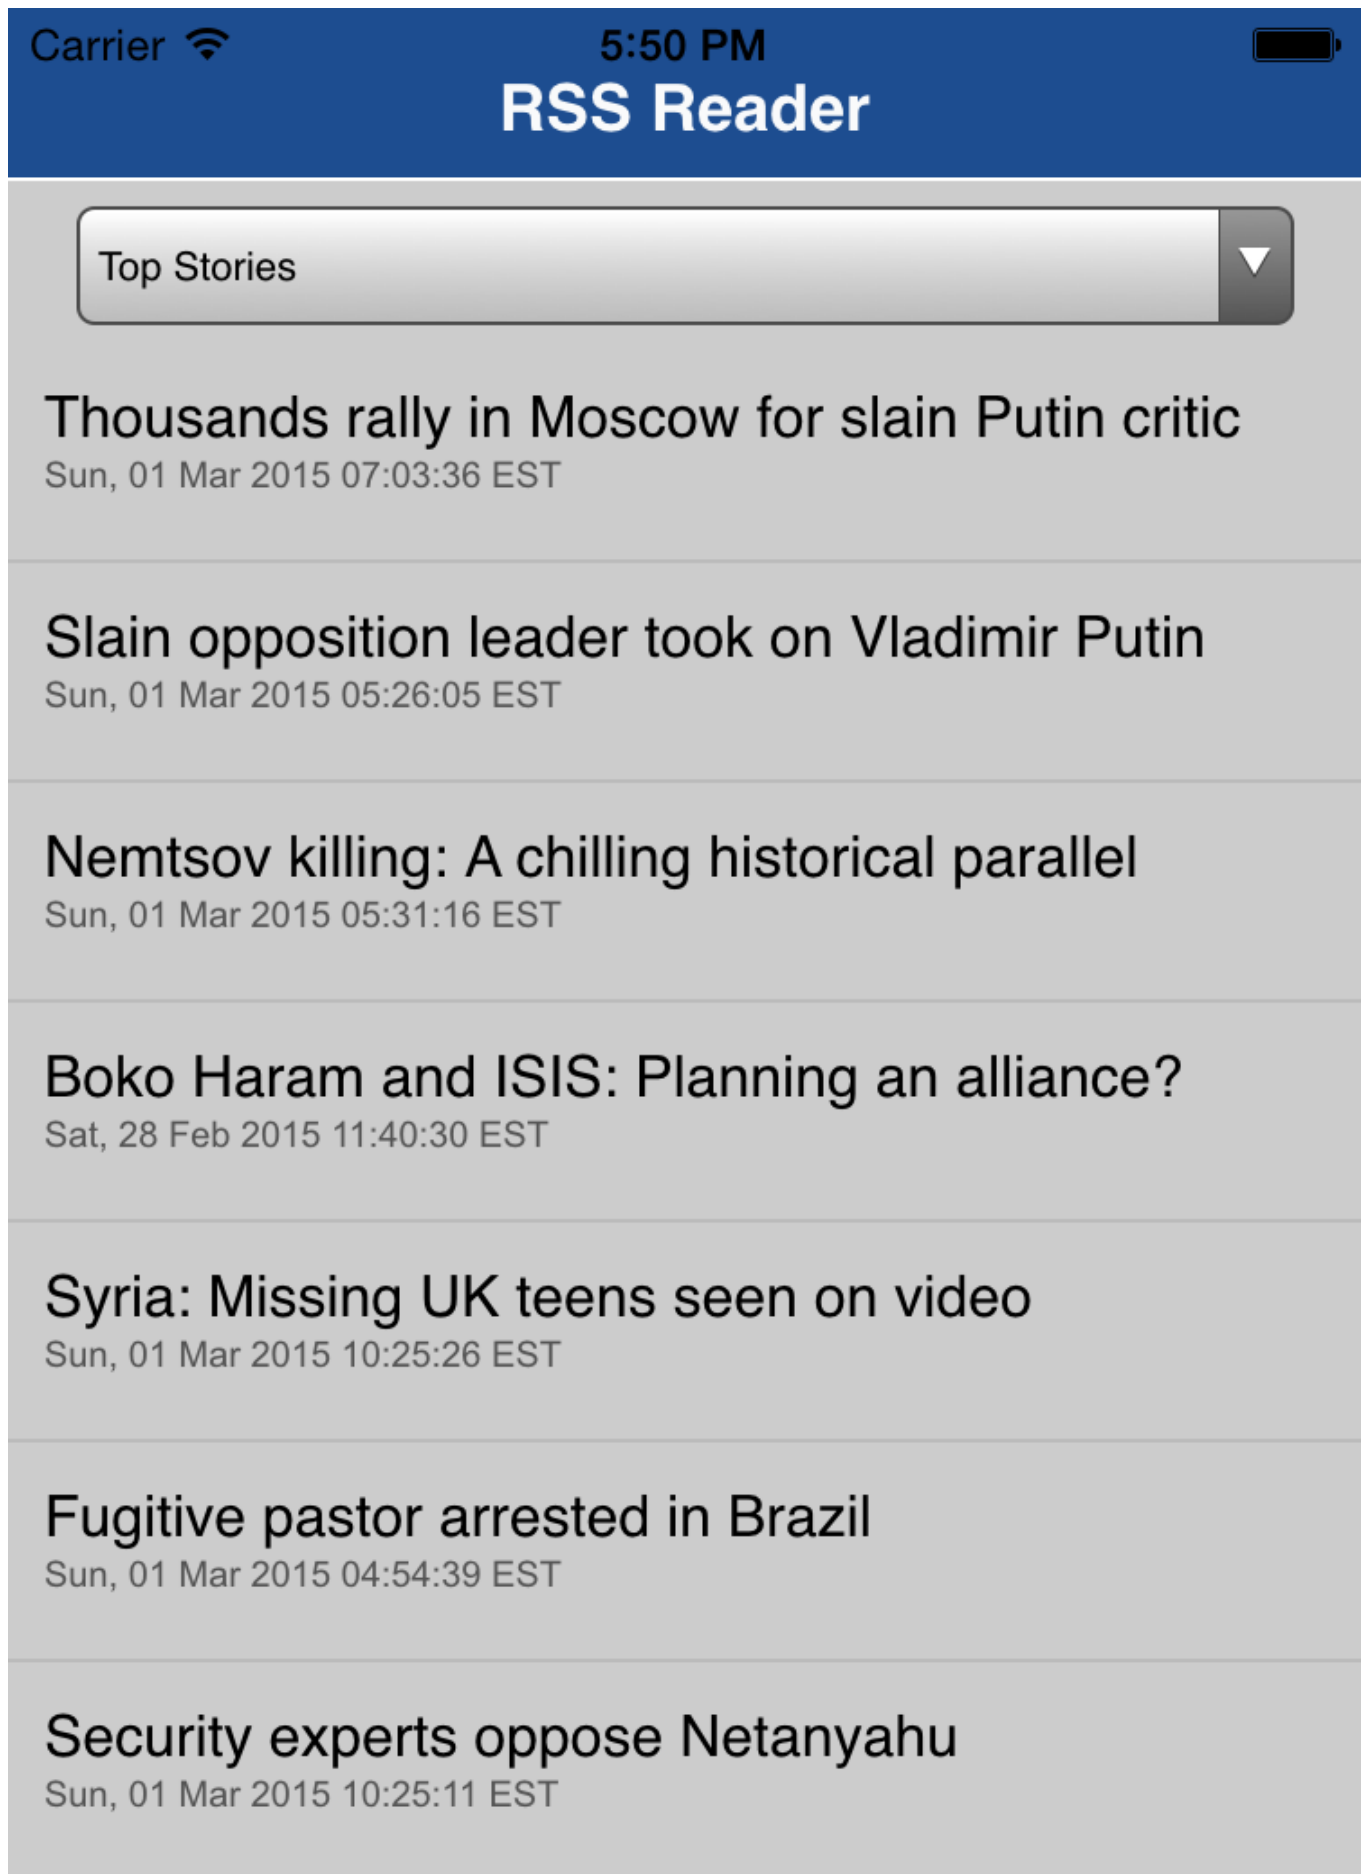 Carrier
5:50 PM
RSS Reader
Top Stories
Thousands rally in Moscow for slain Putin critic
Sun, 01 Mar 2015 07:03:36 EST
Slain opposition leader took on Vladimir Putin
Sun, 01 Mar 2015 05:26:05 EST
Nemtsov killing: A chilling historical parallel
Sun, 01 Mar 2015 05:31:16 EST
Boko Haram and ISIS: Planning an alliance?
Sat, 28 Feb 2015 11:40:30 EST
Syria: Missing UK teens seen on video
Sun, 01 Mar 2015 10:25:26 EST
Fugitive pastor arrested in Brazil
Sun, 01 Mar 2015 04:54:39 EST
Security experts oppose Netanyahu
Sun, 01 Mar 2015 10:25:11 EST